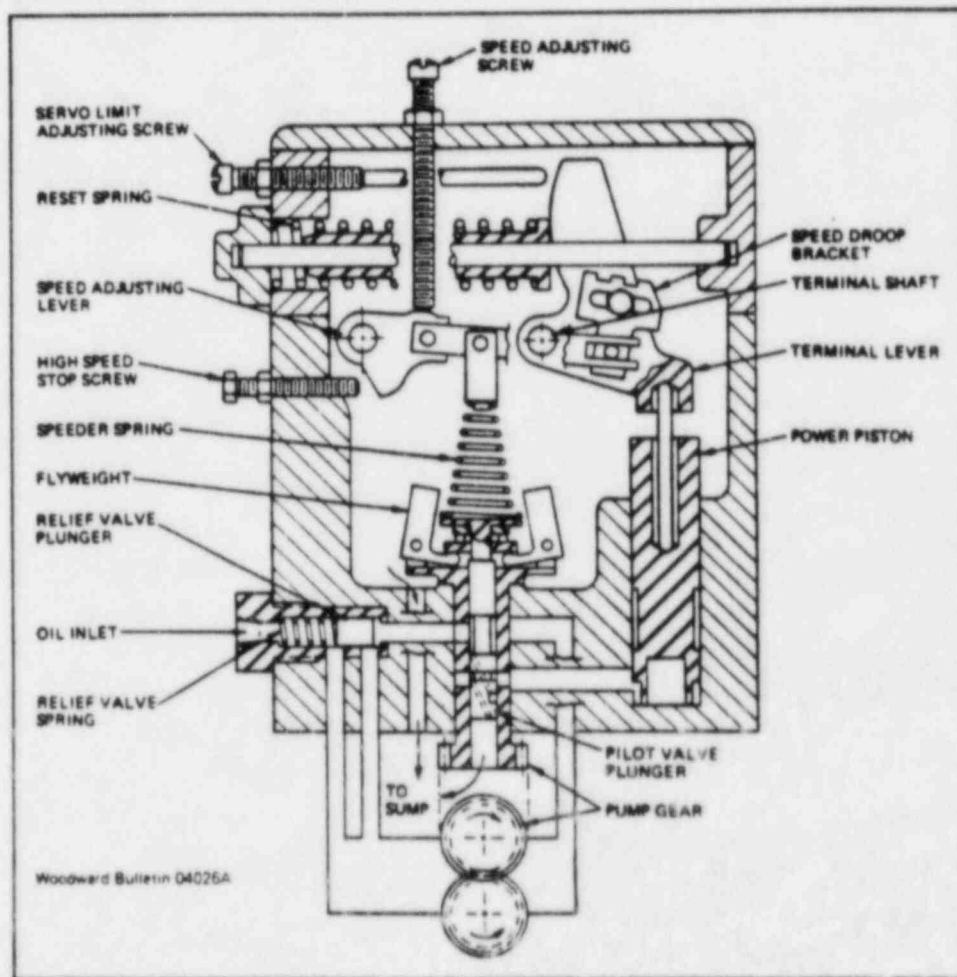 SPEED ADJUSTING
SCREW
SERVO LIMIT
ADJUSTING SCREW
RESET SPRING
SPEED DROOP
BRACKET
SPEED ADJUSTING
LEVER
TERMINAL SHAFT
HIGH SPEED
STOP SCREW
TERMINAL LEVER
SPEEDER SPRING
POWER PISTON
FLYWEIGHT
RELIEF VALVE
PLUNGER
OIL INLET
RELIEF VALVE
SPRING
PILOT VALVE
PLUNGER
TO
SUMP
PUMP GEAR
Woodward Bulletin 04026A